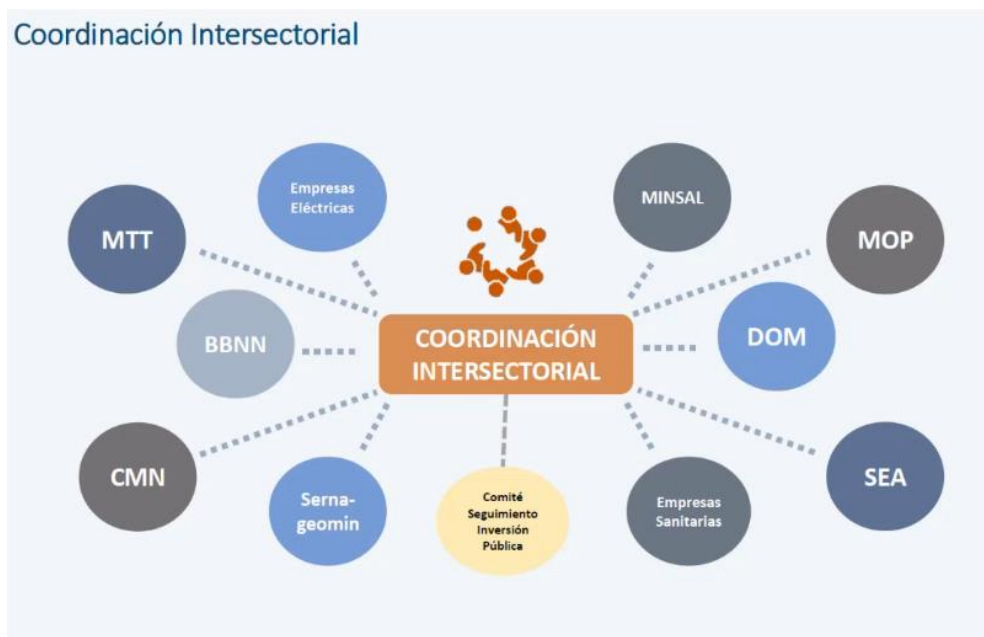 Coordinación Intersectorial
Empresas
Eléctricas
MINSAL
MTT
MOP
BBNN
COORDINACIÓN
INTERSECTORIAL
DOM
CMN
Serna-
geomin
Comité
Seguimiento
Inversión
Pública
Empresas
Sanitarias
SEA